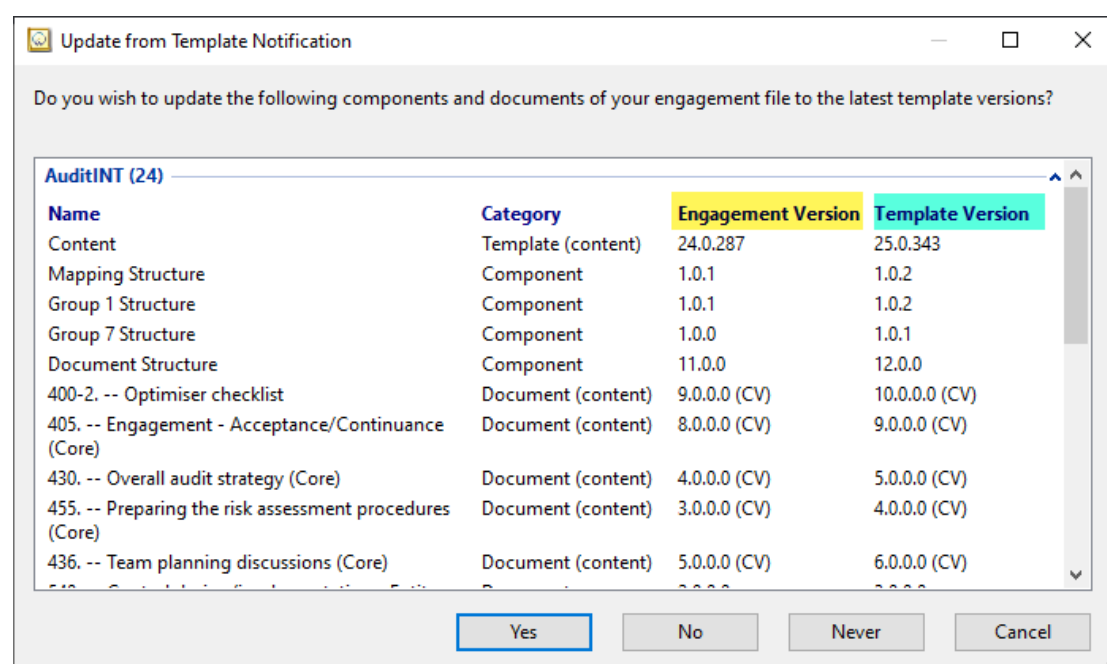 Update from Template Notification
Do you wish to update the following components and documents of your engagement file to the latest template versions?
AuditINT (24)
Name Category Engagement Version Template Version
Content Template (content) 24.0.287 25.0.343
Mapping Structure Component 1.0.1 1.0.2
Group 1 Structure Component 1.0.1 1.0.2
Group 7 Structure Component 1.0.0 1.0.1
Document Structure Component 11.0.0 12.0.0
400-2. -- Optimiser checklist Document (content) 9.0.0.0 (CV) 10.0.0.0 (CV)
405. -- Engagement - Acceptance/Continuance Document (content) 8.0.0.0 (CV) 9.0.0.0 (CV)
(Core)
430. -- Overall audit strategy (Core) Document (content) 4.0.0.0 (CV) 5.0.0.0 (CV)
455. -- Preparing the risk assessment procedures Document (content) 3.0.0.0 (CV) 4.0.0.0 (CV)
(Core)
436. -- Team planning discussions (Core) Document (content) 5.0.0.0 (CV) 6.0.0.0 (CV)
Yes No Never Cancel